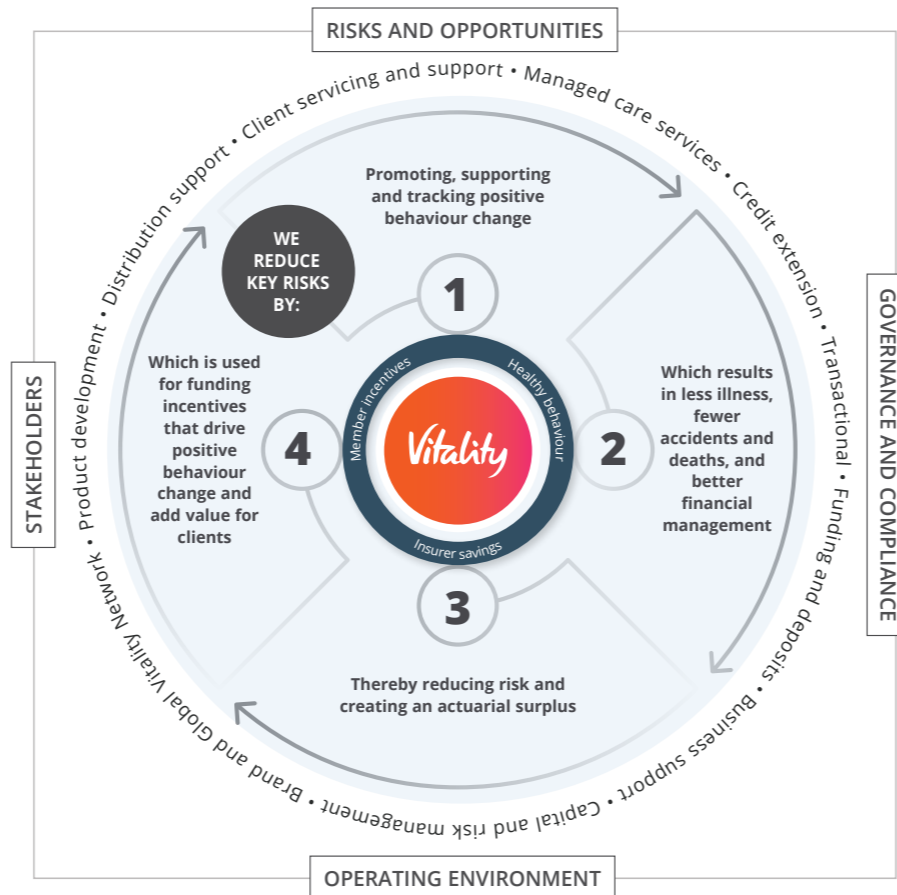 RISKS AND OPPORTUNITIES
Product development • Distribution support • Client servicing and support • Managed care services • Credit extension • Transactional • Funding and deposits • Business support • Capital and risk management • Brand and Global Vitality Network •
Promoting, supporting
and tracking positive
behaviour change
WE
REDUCE
KEY RISKS
BY:
1
STAKEHOLDERS
Which is used
for funding
incentives
that drive
positive
behaviour
change and
add value for
clients
4
Member incentives
Healthy behaviour
Vitality
Insurer savings
2
Which results
in less illness,
fewer
accidents and
deaths, and
better
financial
management
GOVERNANCE AND COMPLIANCE
3
Thereby reducing risk and
creating an actuarial surplus
OPERATING ENVIRONMENT